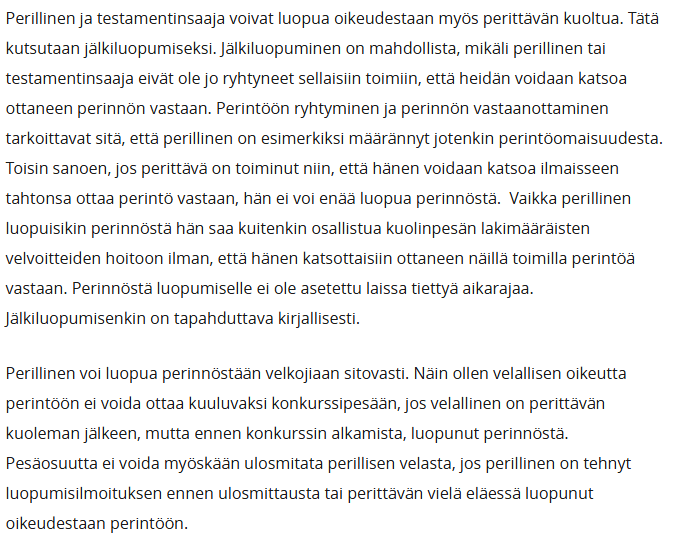 Perillinen ja testamentinsaaja voivat luopua oikeudestaan myös perittävän kuoltua. Tätä
kutsutaan jälkiluopumiseksi. Jälkiluopuminen on mahdollista, mikäli perillinen tai
testamentinsaaja eivät ole jo ryhtyneet sellaisiin toimiin, että heidän voidaan katsoa
ottaneen perinnön vastaan. Perintöön ryhtyminen ja perinnön vastaanottaminen
tarkoittavat sitä, että perillinen on esimerkiksi määrännyt jotenkin perintöomaisuudesta.
Toisin sanoen, jos perittävä on toiminut niin, että hänen voidaan katsoa ilmaisseen
tahtonsa ottaa perintö vastaan, hän ei voi enää luopua perinnöstä.  Vaikka perillinen
luopuisikin perinnöstä hän saa kuitenkin osallistua kuolinpesän lakimääräisten
velvoitteiden hoitoon ilman, että hänen katsottaisiin ottaneen näillä toimilla perintöä
vastaan. Perinnöstä luopumiselle ei ole asetettu laissa tiettyä aikarajaa.
Jälkiluopumisenkin on tapahduttava kirjallisesti.
Perillinen voi luopua perinnöstään velkojiaan sitovasti. Näin ollen velallisen oikeutta
perintöön ei voida ottaa kuuluvaksi konkurssipesään, jos velallinen on perittävän
kuoleman jälkeen, mutta ennen konkurssin alkamista, luopunut perinnöstä.
Pesäosuutta ei voida myöskään ulosmitata perillisen velasta, jos perillinen on tehnyt
luopumisilmoituksen ennen ulosmittausta tai perittävän vielä eläessä luopunut
oikeudestaan perintöön.